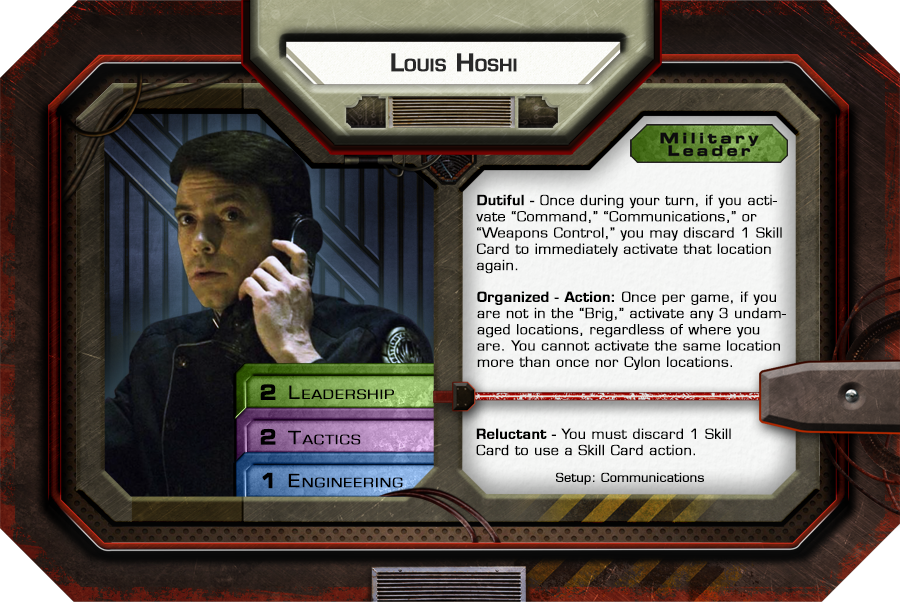 Louis Hoshi
Military
Leader
Dutiful - Once during your turn, if you acti-
vate “Command,” “Communications,” or
“Weapons Control,” you may discard 1 Skill
Card to immediately activate that location
again.
Organized - Action: Once per game, if you
are not in the “Brig,” activate any 3 undam-
aged locations, regardless of where you
are. You cannot activate the same location
more than once nor Cylon locations.
2 Leadership
2 Tactics
1 Engineering
Reluctant - You must discard 1 Skill
Card to use a Skill Card action.
Setup: Communications